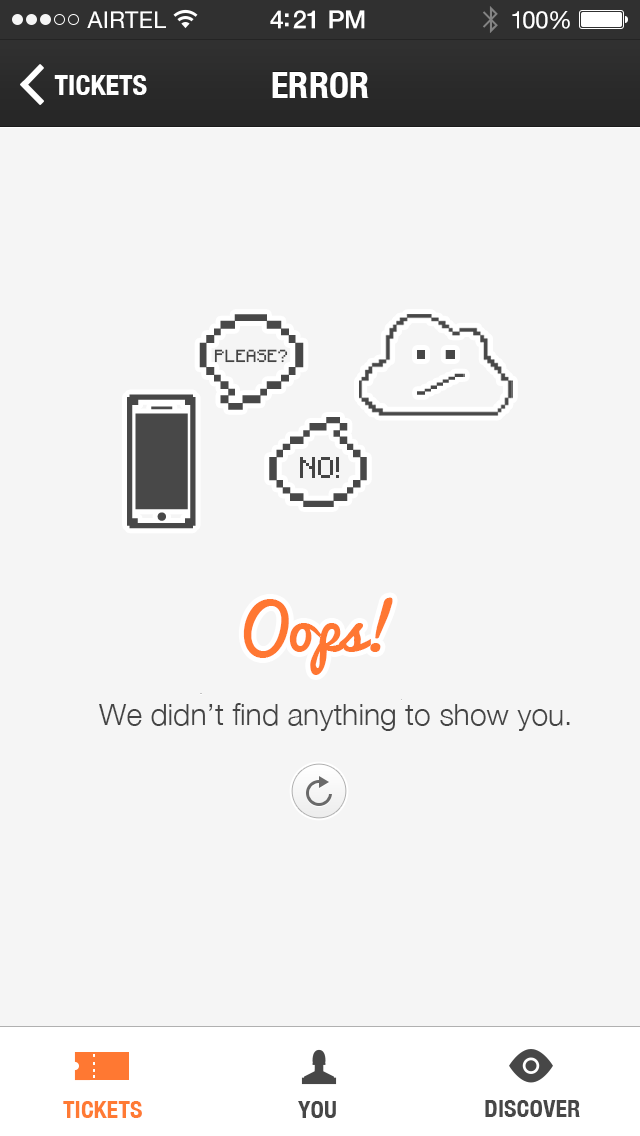 AIRTEL 4:21 PM 100%
TICKETS ERROR
PLEASE?
NO!
Oops!
We didn’t find anything to show you.
TICKETS YOU DISCOVER